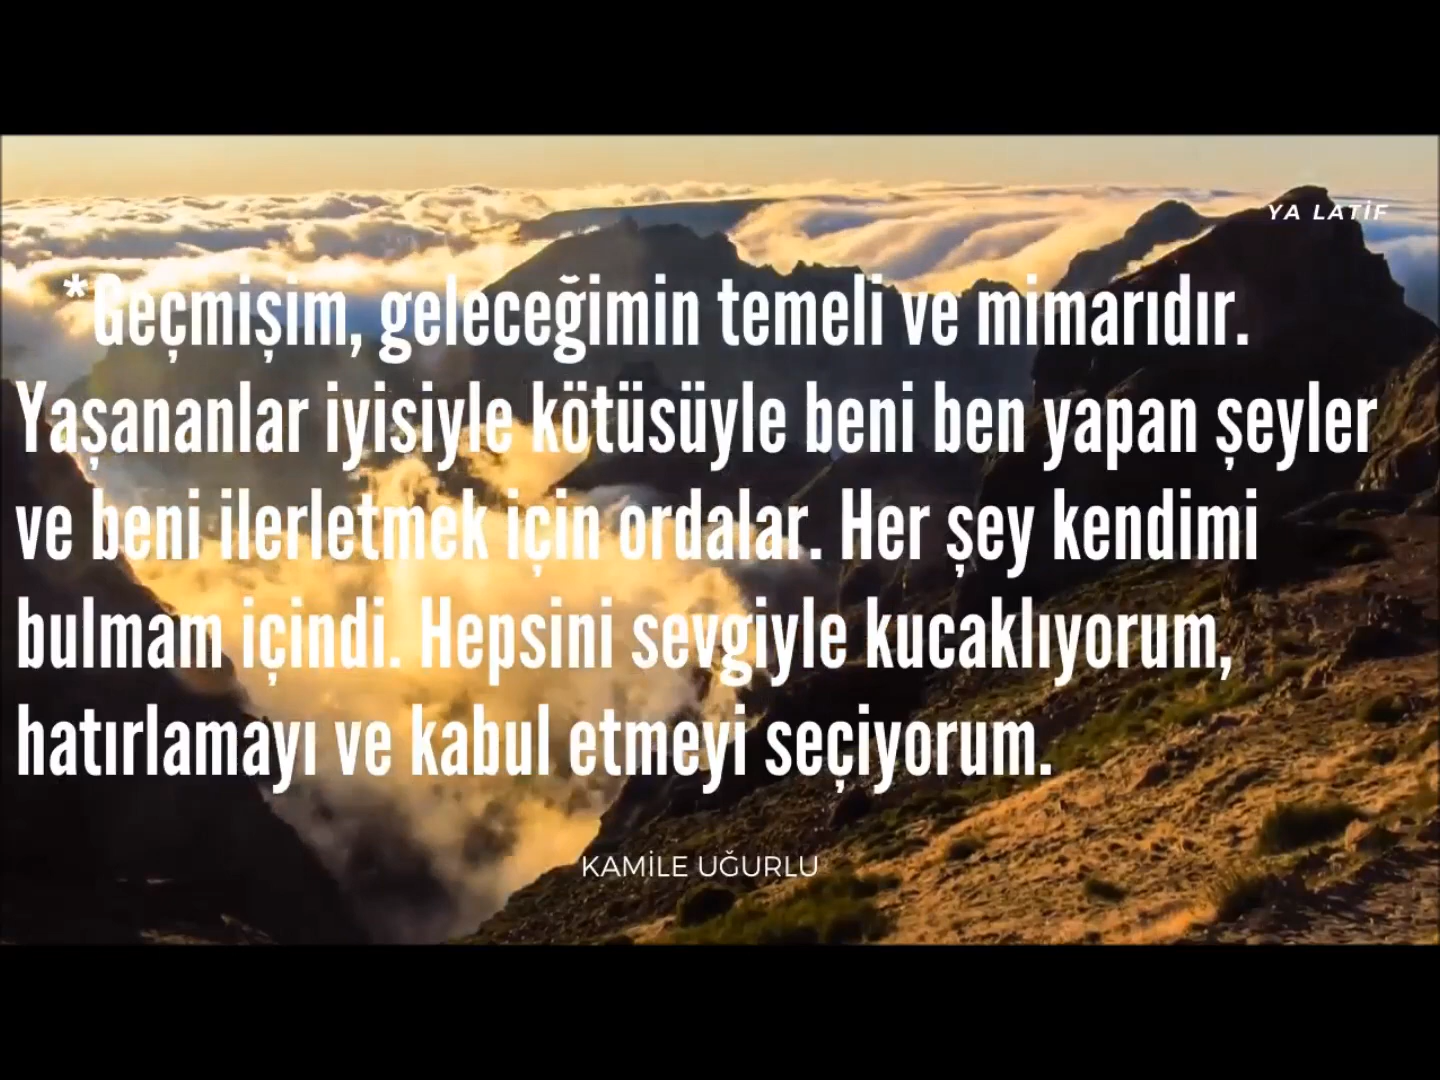 YA LATİF
*Geçmişim, geleceğimin temeli ve mimarıdır.
Yaşananlar iyisiyle kötüsüyle beni ben yapan şeyler
ve beni ilerletmek için ordalar. Her şey kendimi
bulmam içindi. Hepsini sevgiyle kucaklıyorum,
hatırlamayı ve kabul etmeyi seçiyorum.
KAMİLE UĞURLU